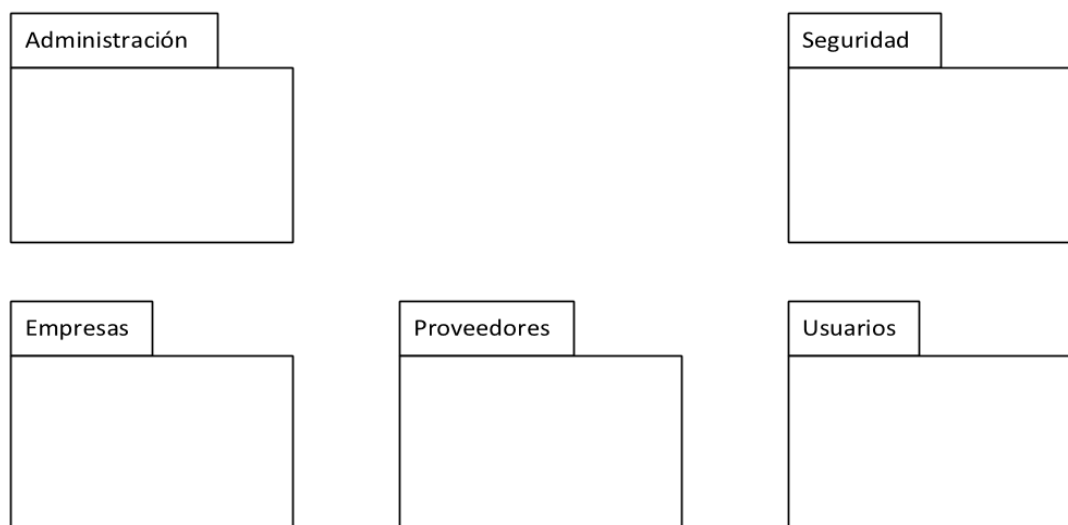 Administración
Seguridad
Empresas
Proveedores
Usuarios